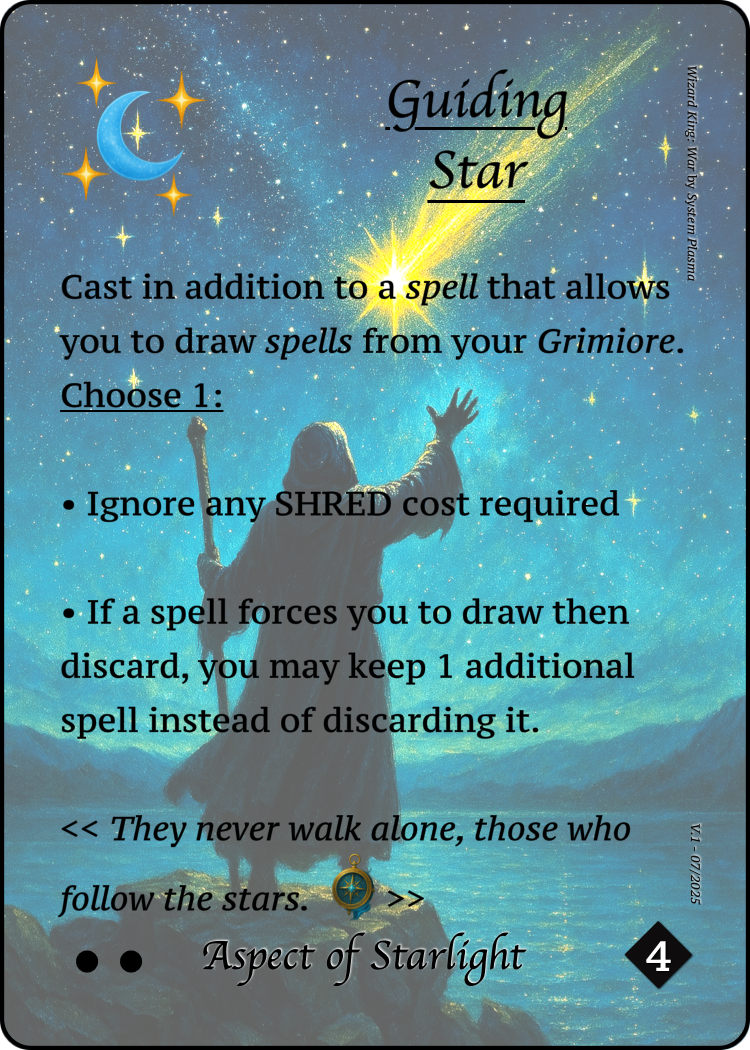 Guiding
Star
Wizard King: War by System Plasma
Cast in addition to a spell that allows
you to draw spells from your Grimiore.
Choose 1:
• Ignore any SHRED cost required
• If a spell forces you to draw then
discard, you may keep 1 additional
spell instead of discarding it.
<< They never walk alone, those who
follow the stars. >>
V.1 - 07/2025
Aspect of Starlight
4